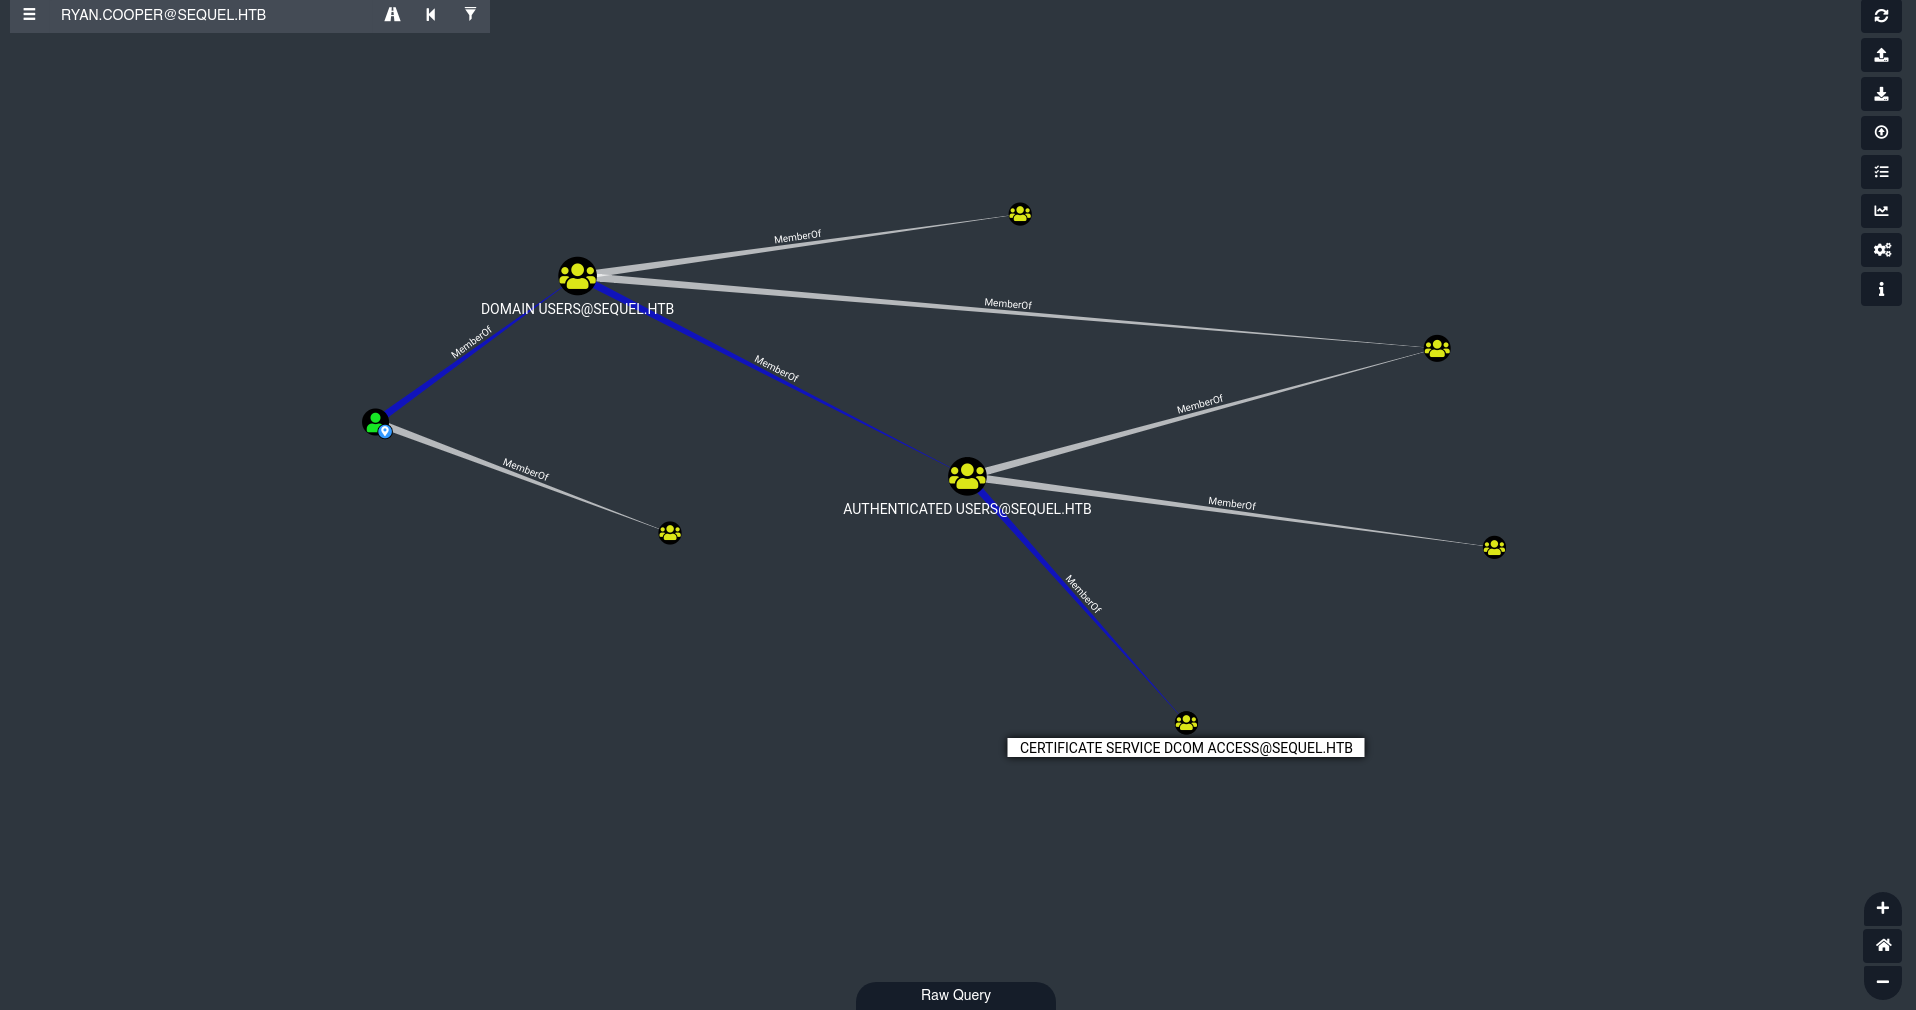 RYAN.COOPER@SEQUEL.HTB
MemberOf
DOMAIN USERS@SEQUEL.HTB
MemberOf
MemberOf
MemberOf
MemberOf
MemberOf
AUTHENTICATED USERS@SEQUEL.HTB
MemberOf
MemberOf
CERTIFICATE SERVICE DCOM ACCESS@SEQUEL.HTB
Raw Query